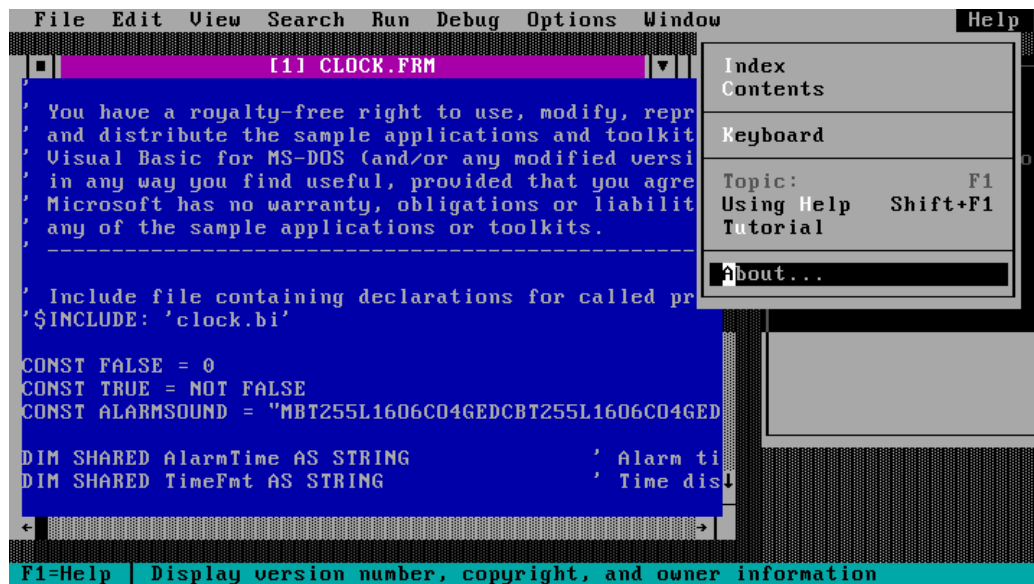 File Edit View Search Run Debug Options Window Help
[1] CLOCK.FRM
'
' You have a royalty-free right to use, modify, repr
' and distribute the sample applications and toolkit
' Visual Basic for MS-DOS (and/or any modified versi
' in any way you find useful, provided that you agre
' Microsoft has no warranty, obligations or liabilit
' any of the sample applications or toolkits.
' ---------------------------------------------------
' Include file containing declarations for called pr
'$INCLUDE: 'clock.bi'
CONST FALSE = 0
CONST TRUE = NOT FALSE
CONST ALARMSOUND = "MBT255L16O6CO4GEDCBT255L16O6CO4GED
DIM SHARED AlarmTime AS STRING ' Alarm ti
DIM SHARED TimeFmt AS STRING ' Time dis
Index
Contents
Keyboard
Topic: F1
Using Help Shift+F1
Tutorial
About...
F1=Help | Display version number, copyright, and owner information